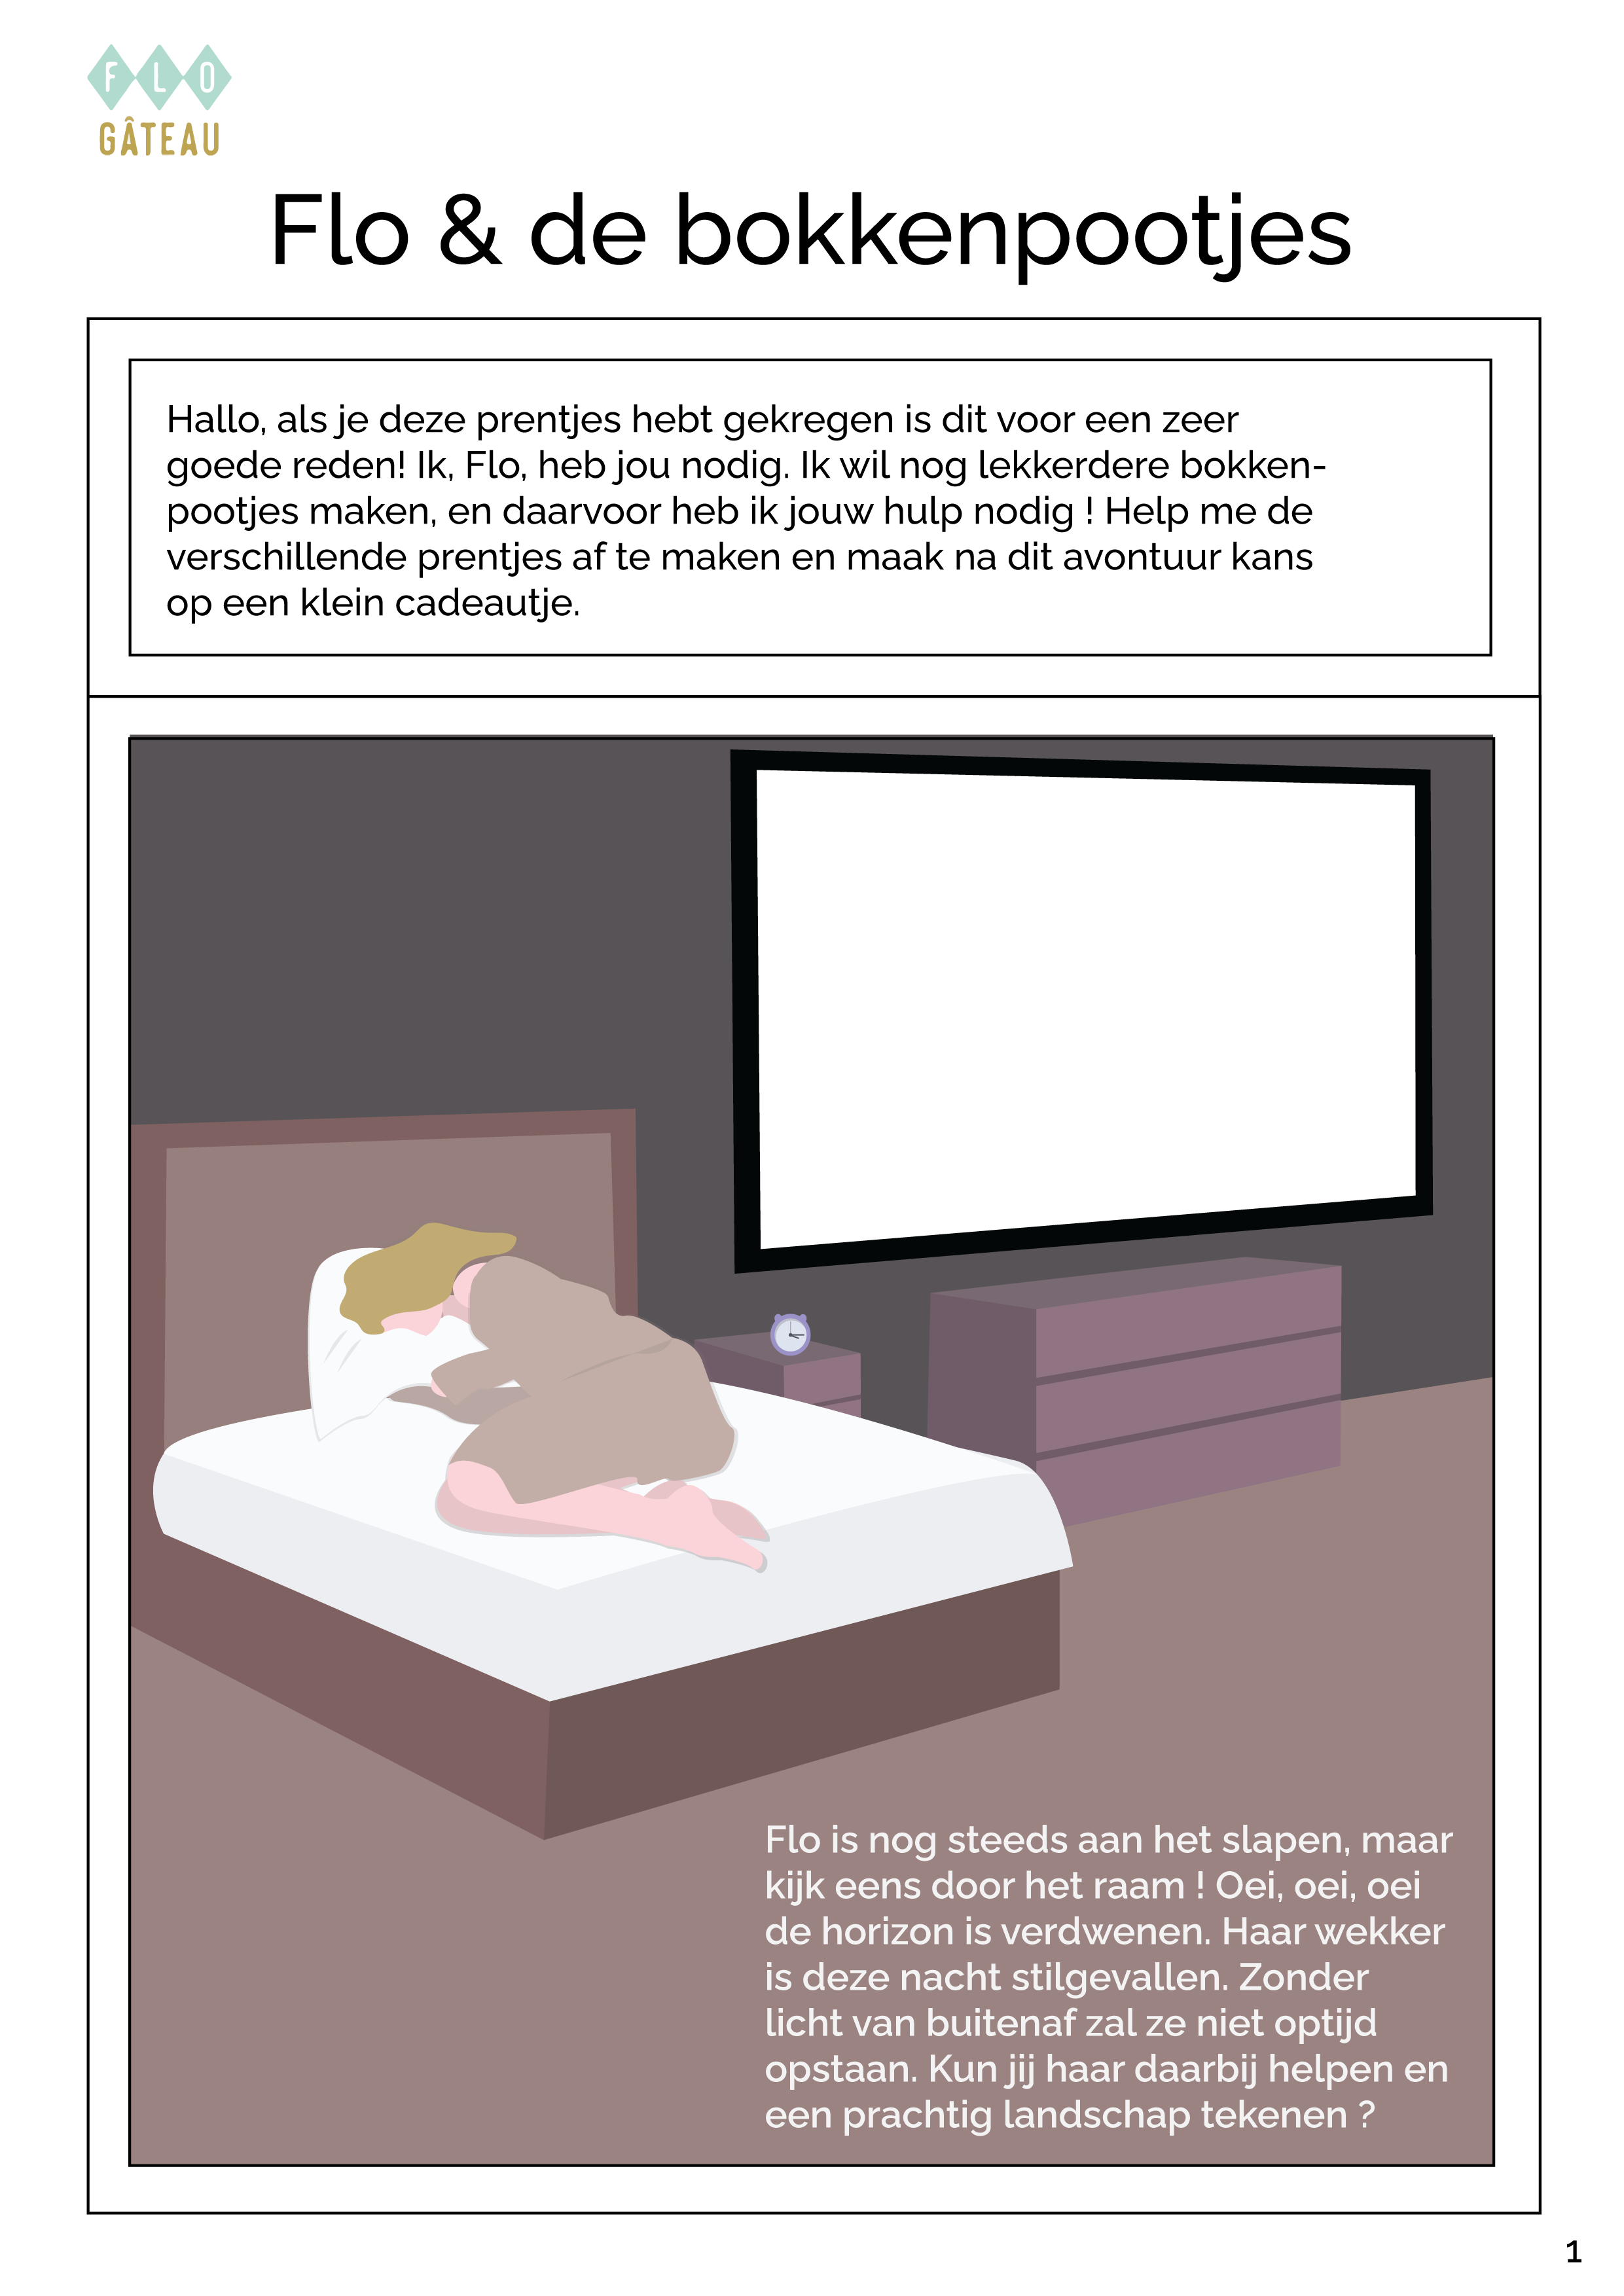 FLO
GÂTEAU
Flo & de bokkenpootjes
Hallo, als je deze prentjes hebt gekregen is dit voor een zeer
goede reden! Ik, Flo, heb jou nodig. Ik wil nog lekkerdere bokken-
pootjes maken, en daarvoor heb ik jouw hulp nodig ! Help me de
verschillende prentjes af te maken en maak na dit avontuur kans
op een klein cadeautje.
Flo is nog steeds aan het slapen, maar
kijk eens door het raam ! Oei, oei, oei
de horizon is verdwenen. Haar wekker
is deze nacht stilgevallen. Zonder
licht van buitenaf zal ze niet optijd
opstaan. Kun jij haar daarbij helpen en
een prachtig landschap tekenen ?
1